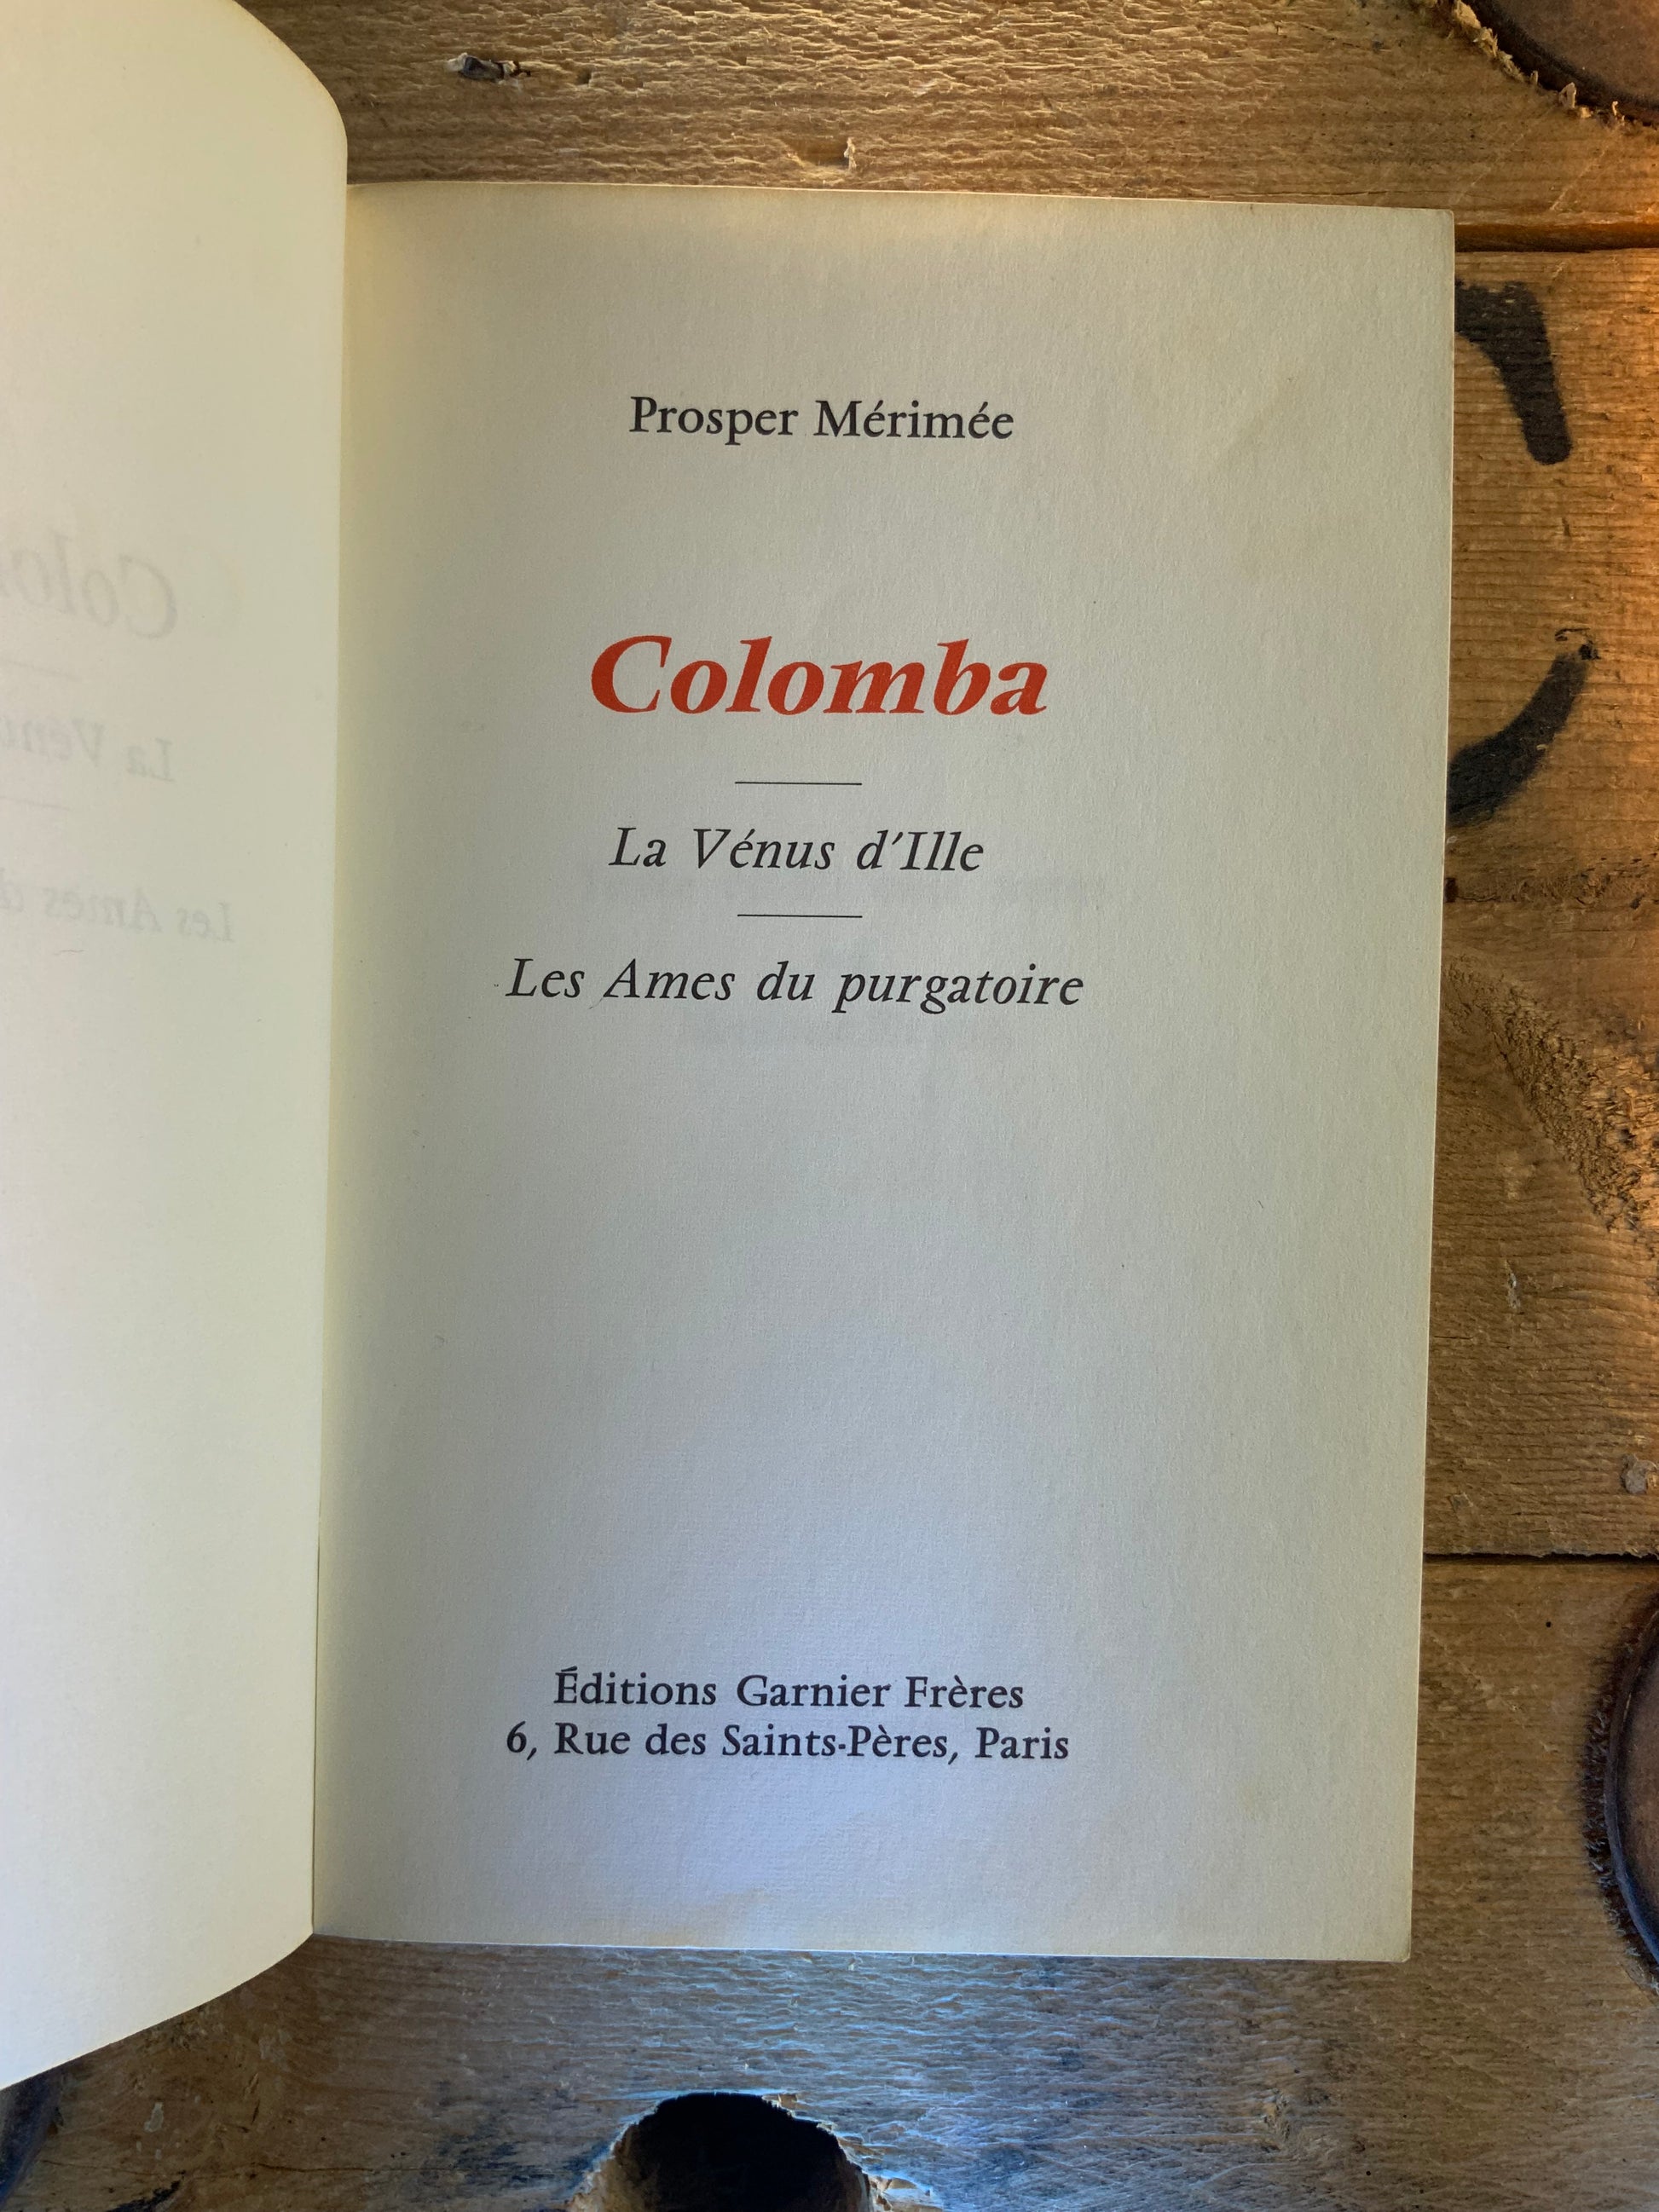 Prosper Mérimée
Colomba
La Vénus d'Ille
Les Ames du purgatoire
Éditions Garnier Frères
6, Rue des Saints-Pères, Paris